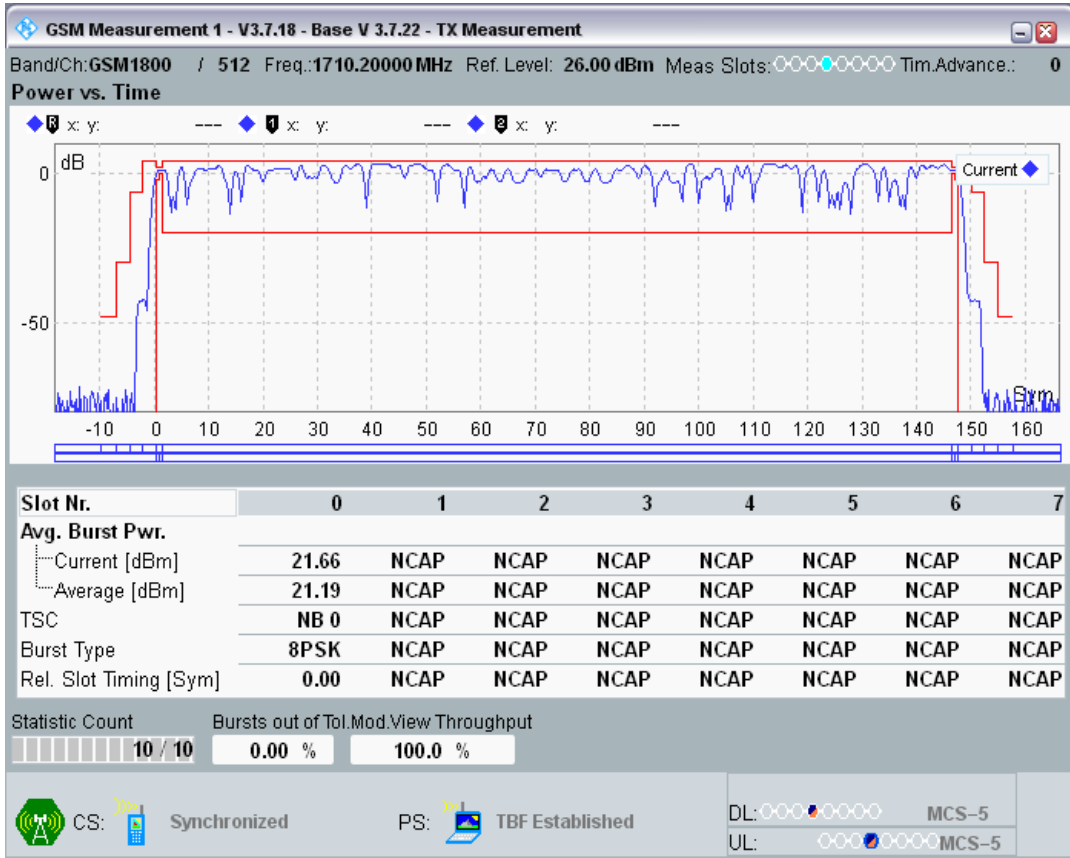 GSM Measurement 1 - V3.7.18 - Base V 3.7.22 - TX Measurement
Band/Ch:GSM1800 / 512 Freq.:1710.20000 MHz Ref. Level: 26.00 dBm Meas Slots: Tim.Advance.: 0
Power vs. Time
R x: y: --- 1 x: y: --- 2 x: y: ---
dB
Current
0
-50
Sym
-10 0 10 20 30 40 50 60 70 80 90 100 110 120 130 140 150 160
Slot Nr. 0 1 2 3 4 5 6 7
Avg. Burst Pwr.
Current [dBm] 21.66 NCAP NCAP NCAP NCAP NCAP NCAP NCAP
Average [dBm] 21.19 NCAP NCAP NCAP NCAP NCAP NCAP NCAP
TSC NB 0 NCAP NCAP NCAP NCAP NCAP NCAP NCAP
Burst Type 8PSK NCAP NCAP NCAP NCAP NCAP NCAP NCAP
Rel. Slot Timing [Sym] 0.00 NCAP NCAP NCAP NCAP NCAP NCAP NCAP
Statistic Count Bursts out of Tol.Mod.View Throughput
10 / 10 0.00 % 100.0 %
CS: Synchronized PS: TBF Established DL: MCS-5
UL: MCS-5